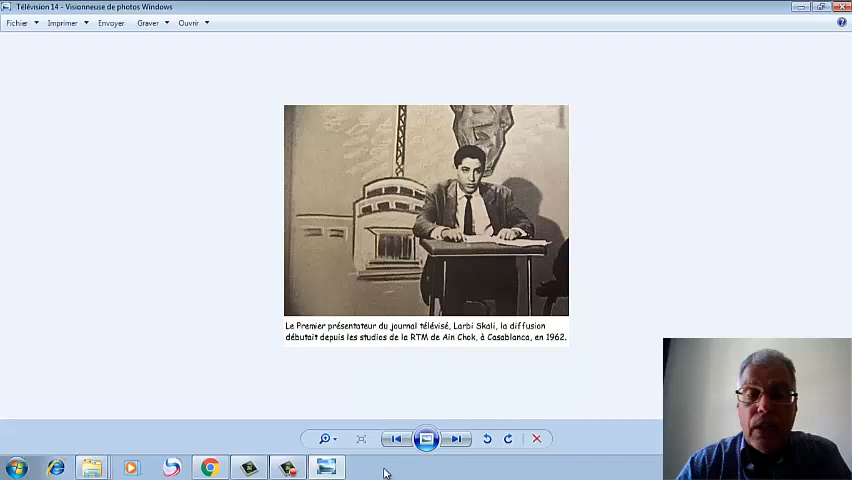 Télévision 14 - Visionneuse de photos Windows
Fichier Imprimer Envoyer Graver Ouvrir
Le Premier présentateur du journal télévisé, Larbi Skali, la diffusion
débutait depuis les studios de la RTM de Ain Chok, à Casablanca, en 1962.